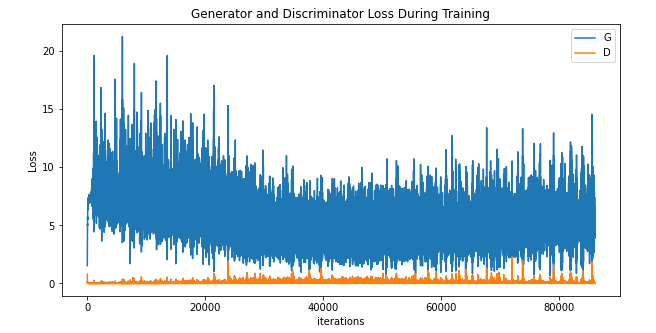 Generator and Discriminator Loss During Training
G
D
20
15
10
5
0
Loss
0
20000
40000
60000
80000
iterations